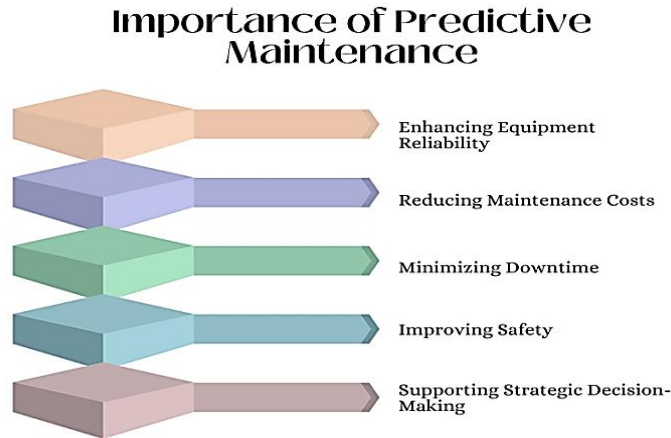 Importance of Predictive
Maintenance
Enhancing Equipment
Reliability
Reducing Maintenance Costs
Minimizing Downtime
Improving Safety
Supporting Strategic Decision-
Making